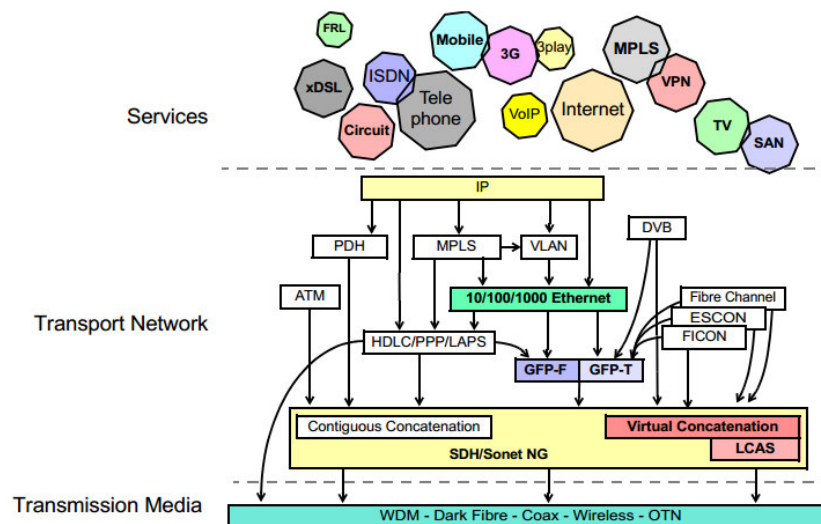 FRL
Mobile
3G
3play
MPLS
ISDN
xDSL
Tele
phone
VPN
Services
VoIP
Internet
Circuit
TV
SAN
IP
DVB
PDH
MPLS
VLAN
ATM
10/100/1000 Ethernet
Fibre Channel
ESCON
Transport Network
HDLC/PPP/LAPS
FICON
GFP-F
GFP-T
Contiguous Concatenation
Virtual Concatenation
LCAS
SDH/Sonet NG
Transmission Media
WDM - Dark Fibre - Coax - Wireless - OTN